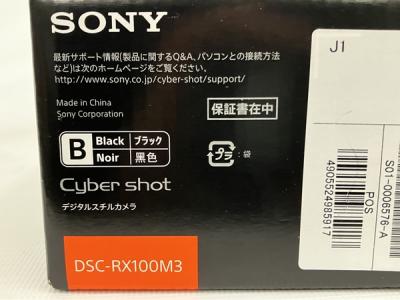 SONY
最新サポート情報(製品に関するQ&A、パソコンとの接続方法
など)は次のホームページをご覧ください。
http://www.sony.co.jp/cyber-shot/support/
Made in China
Sony Corporation
保証書在中
B Black ブラック
Noir 黒色
プラ : 袋
Cyber shot
デジタルスチルカメラ
DSC-RX100M3
J1
S01-0006576-A
POS
4905524985917